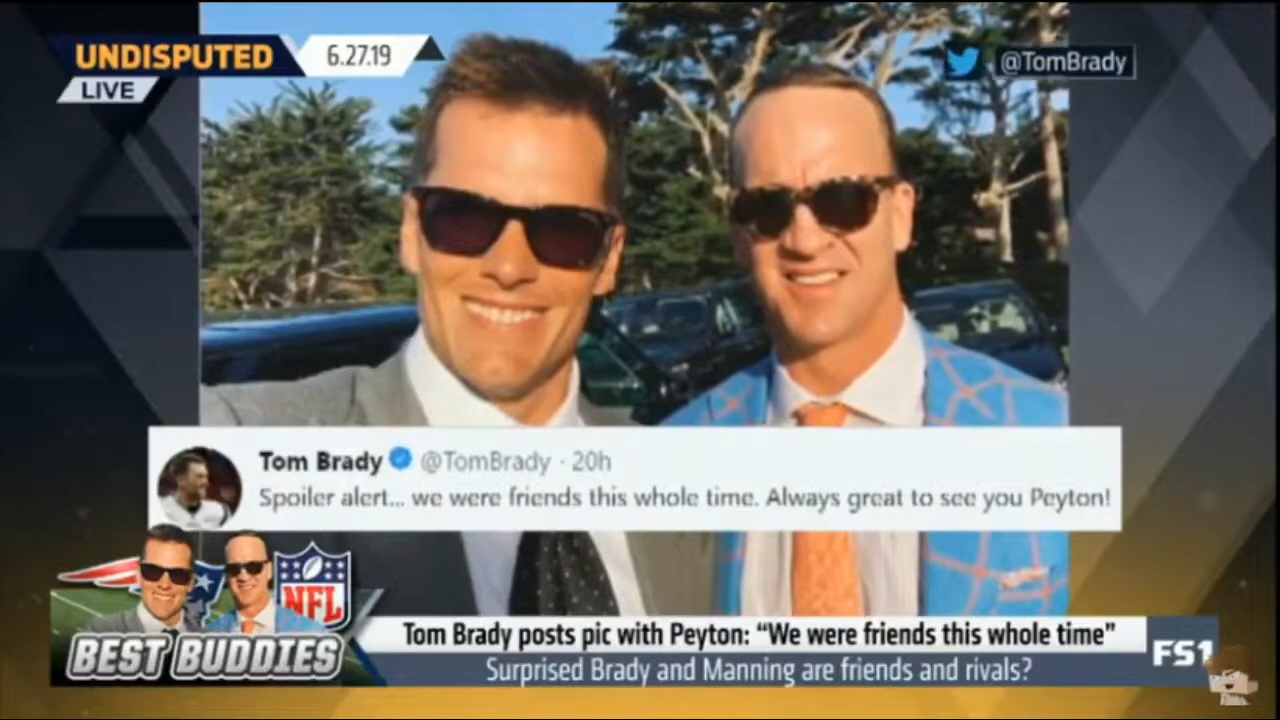 UNDISPUTED
6.27.19
LIVE
@TomBrady
Tom Brady @TomBrady · 20h
Spoiler alert... we were friends this whole time. Always great to see you Peyton!
NFL
BEST BUDDIES
Tom Brady posts pic with Peyton: “We were friends this whole time”
Surprised Brady and Manning are friends and rivals?
FS1